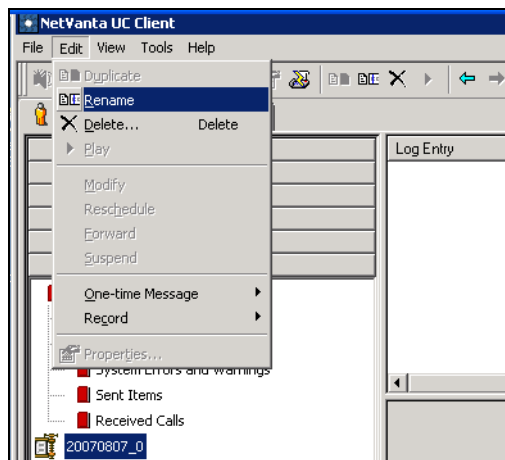 NetVanta UC Client
File Edit View Tools Help
Duplicate
Rename
Delete... Delete
Play
Log Entry
Modify
Reschedule
Forward
Suspend
One-time Message
Record
Properties...
System Errors and Warnings
Sent Items
Received Calls
20070807_0